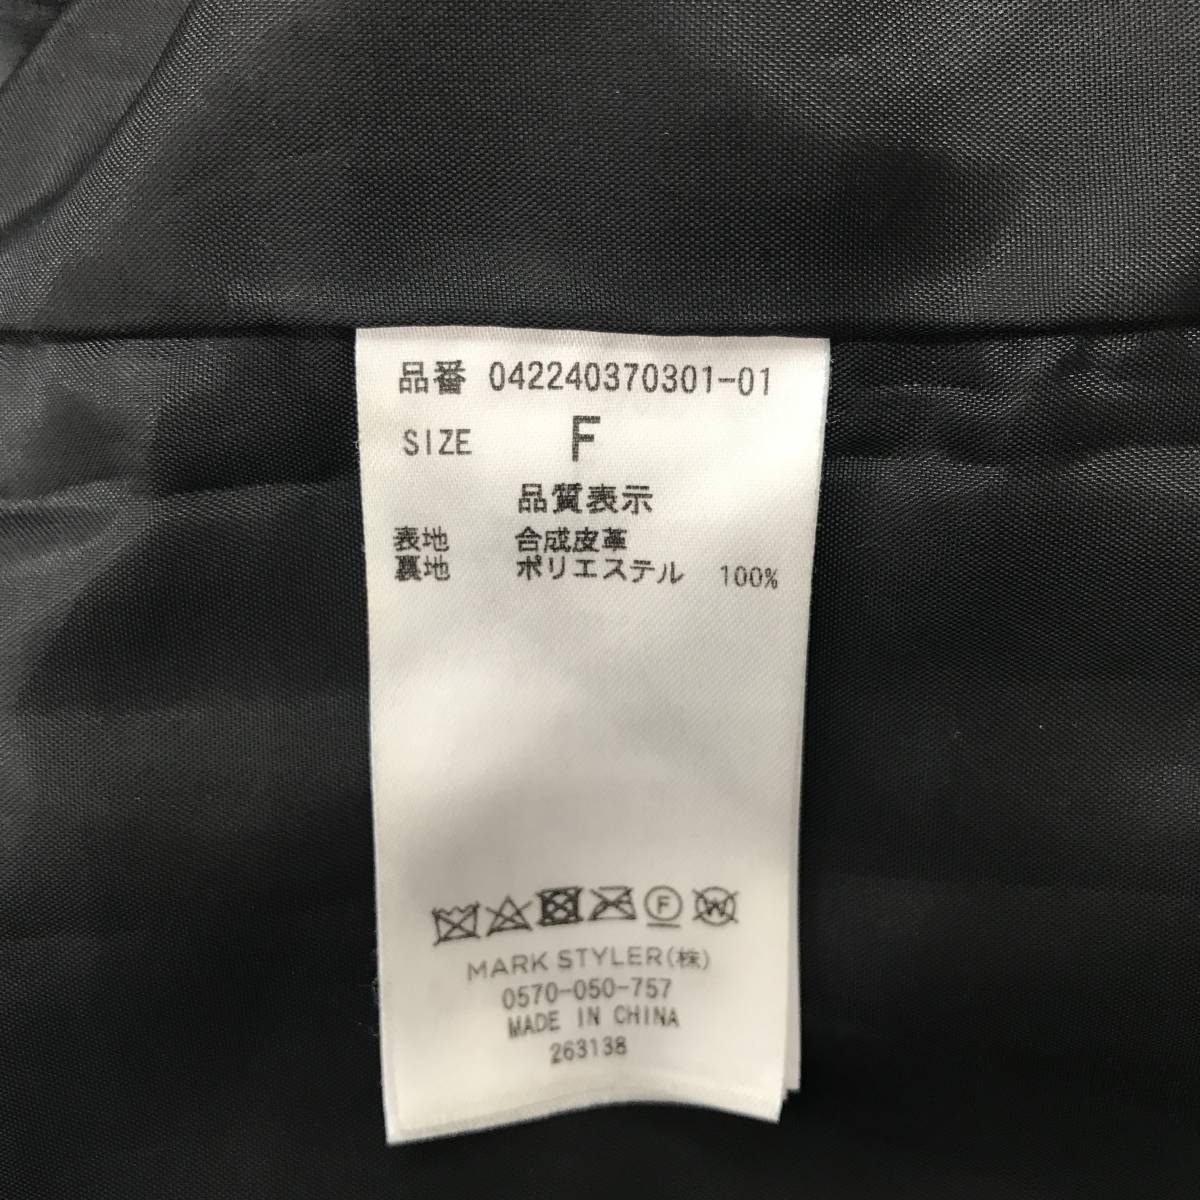 品番 042240370301-01
SIZE F
品質表示
表地 合成皮革
裏地 ポリエステル 100%
F W
MARK STYLER(株)
0570-050-757
MADE IN CHINA
263138